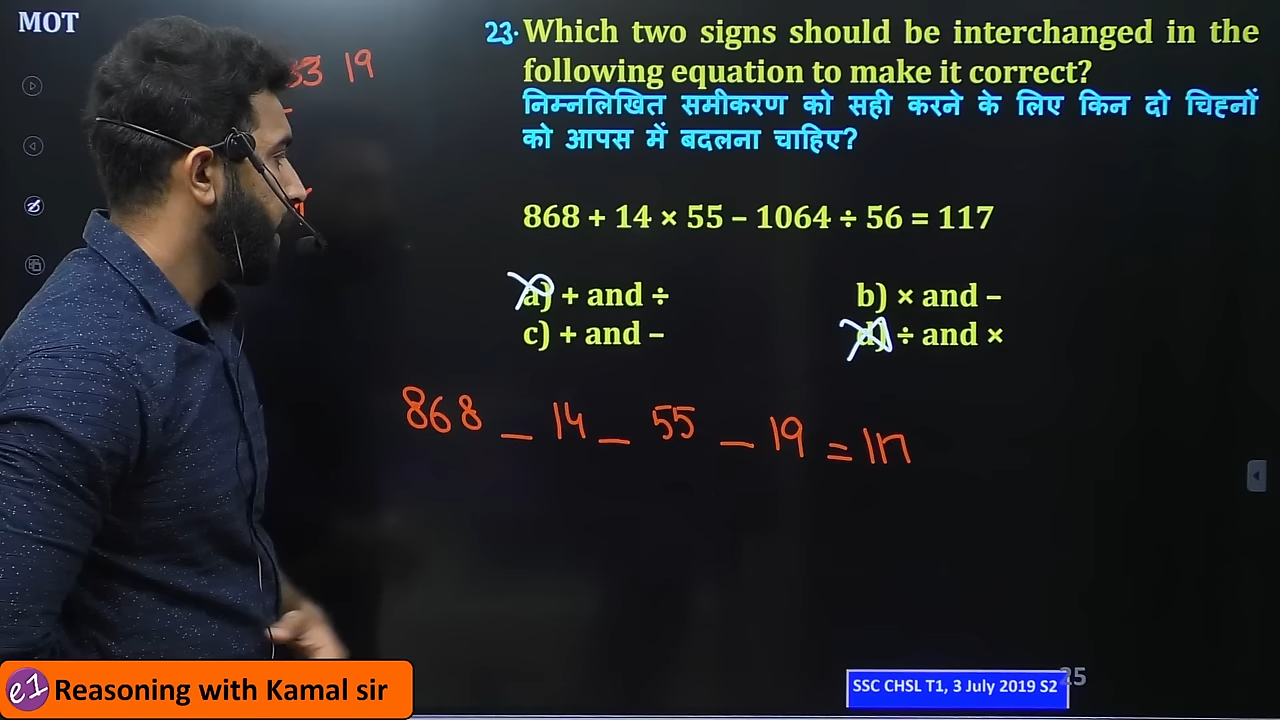 MOT
33 19
23. Which two signs should be interchanged in the
following equation to make it correct?
निम्नलिखित समीकरण को सही करने के लिए किन दो चिह्नों
को आपस में बदलना चाहिए?
868 + 14 × 55 – 1064 ÷ 56 = 117
a) + and ÷ b) × and –
c) + and – d) ÷ and ×
868 _ 14 _ 55 _ 19 = 117
e1 Reasoning with Kamal sir
SSC CHSL T1, 3 July 2019 S2
25